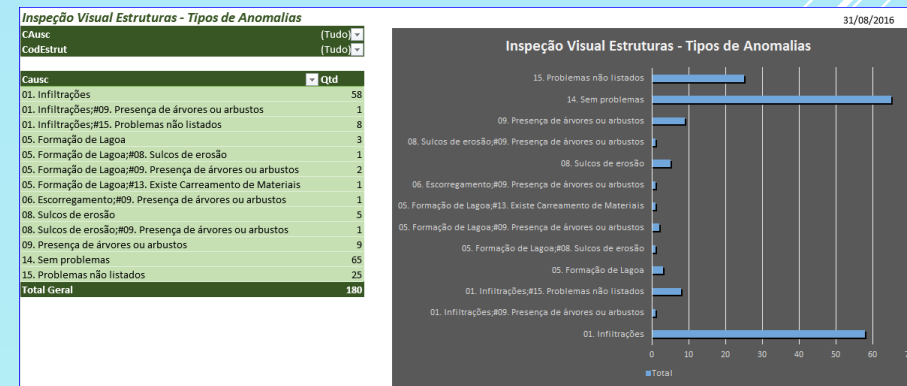 Inspeção Visual Estruturas - Tipos de Anomalias
31/08/2016
CAusc (Tudo)
CodEstrut (Tudo)
Causc Qtd
01. Infiltrações 58
01. Infiltrações;#09. Presença de árvores ou arbustos 1
01. Infiltrações;#15. Problemas não listados 8
05. Formação de Lagoa 3
05. Formação de Lagoa;#08. Sulcos de erosão 1
05. Formação de Lagoa;#09. Presença de árvores ou arbustos 2
05. Formação de Lagoa;#13. Existe Carreamento de Materiais 1
06. Escorregamento;#09. Presença de árvores ou arbustos 1
08. Sulcos de erosão 5
08. Sulcos de erosão;#09. Presença de árvores ou arbustos 1
09. Presença de árvores ou arbustos 9
14. Sem problemas 65
15. Problemas não listados 25
Total Geral 180
Inspeção Visual Estruturas - Tipos de Anomalias
15. Problemas não listados
14. Sem problemas
09. Presença de árvores ou arbustos
08. Sulcos de erosão;#09. Presença de árvores ou arbustos
08. Sulcos de erosão
06. Escorregamento;#09. Presença de árvores ou arbustos
05. Formação de Lagoa;#13. Existe Carreamento de Materiais
05. Formação de Lagoa;#09. Presença de árvores ou arbustos
05. Formação de Lagoa;#08. Sulcos de erosão
05. Formação de Lagoa
01. Infiltrações;#15. Problemas não listados
01. Infiltrações;#09. Presença de árvores ou arbustos
01. Infiltrações
0 10 20 30 40 50 60
Total